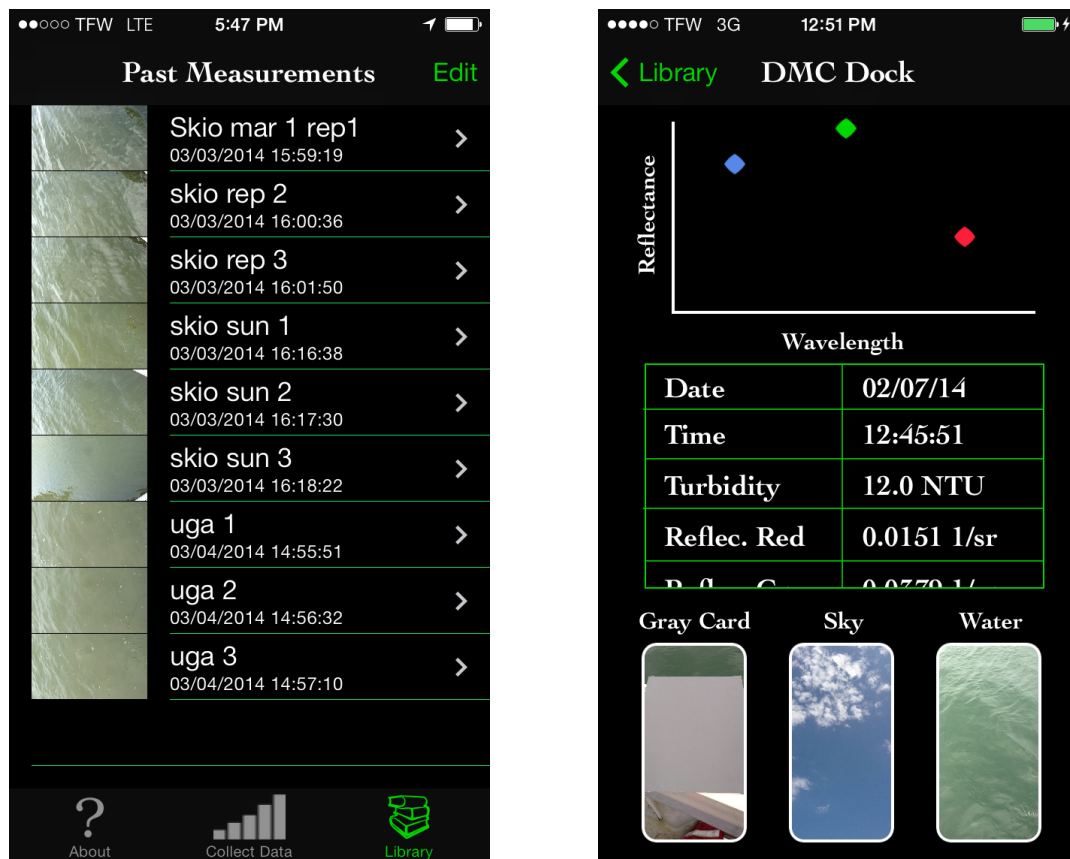 TFW LTE 5:47 PM
Past Measurements Edit
Skio mar 1 rep1
03/03/2014 15:59:19
skio rep 2
03/03/2014 16:00:36
skio rep 3
03/03/2014 16:01:50
skio sun 1
03/03/2014 16:16:38
skio sun 2
03/03/2014 16:17:30
skio sun 3
03/03/2014 16:18:22
uga 1
03/04/2014 14:55:51
uga 2
03/04/2014 14:56:32
uga 3
03/04/2014 14:57:10
About Collect Data Library
TFW 3G 12:51 PM
Library DMC Dock
Reflectance
Wavelength
Date 02/07/14
Time 12:45:51
Turbidity 12.0 NTU
Reflec. Red 0.0151 1/sr
Gray Card Sky Water